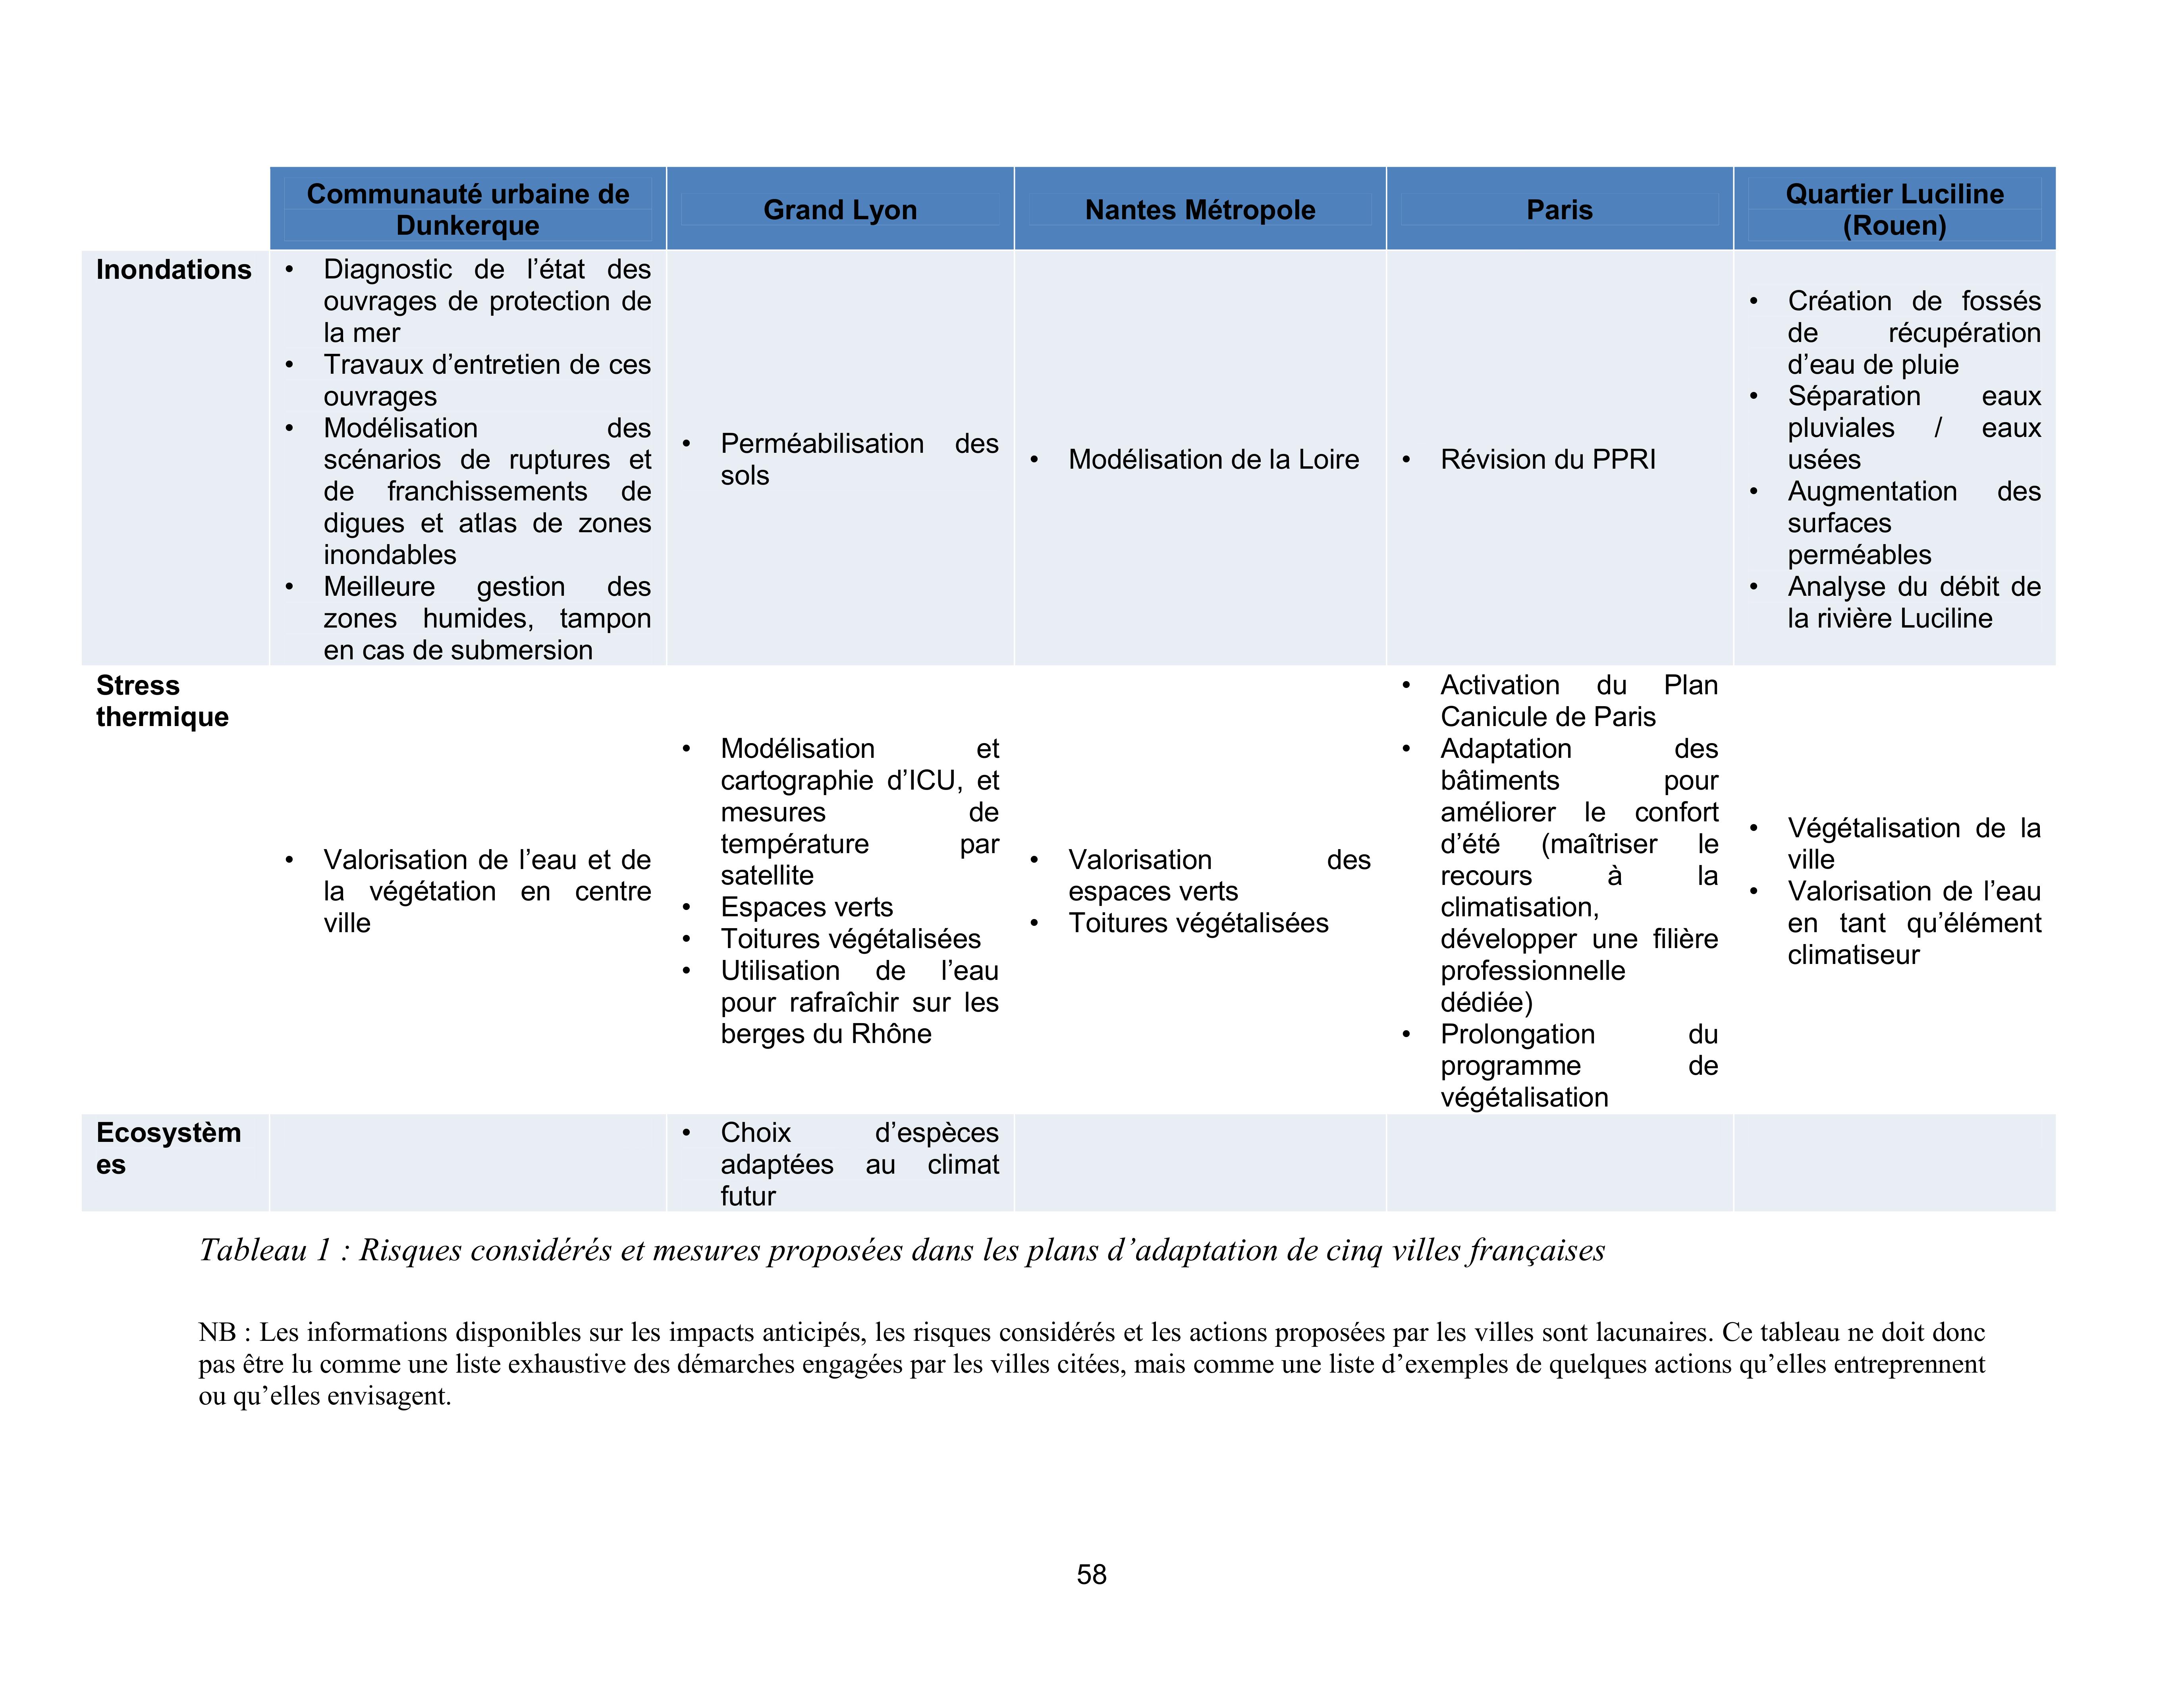 Communauté urbaine de
Dunkerque
Grand Lyon
Nantes Métropole
Paris
Quartier Luciline
(Rouen)
Inondations
• Diagnostic de l’état des
ouvrages de protection de
la mer
• Travaux d’entretien de ces
ouvrages
• Modélisation des
scénarios de ruptures et
de franchissements de
digues et atlas de zones
inondables
• Meilleure gestion des
zones humides, tampon
en cas de submersion
• Perméabilisation des
sols
• Modélisation de la Loire
• Révision du PPRI
• Création de fossés
de récupération
d’eau de pluie
• Séparation eaux
pluviales / eaux
usées
• Augmentation des
surfaces
perméables
• Analyse du débit de
la rivière Luciline
Stress
thermique
• Valorisation de l’eau et de
la végétation en centre
ville
• Modélisation et
cartographie d’ICU, et
mesures de
température par
satellite
• Espaces verts
• Toitures végétalisées
• Utilisation de l’eau
pour rafraîchir sur les
berges du Rhône
• Valorisation des
espaces verts
• Toitures végétalisées
• Activation du Plan
Canicule de Paris
• Adaptation des
bâtiments pour
améliorer le confort
d’été (maîtriser le
recours à la
climatisation,
développer une filière
professionnelle
dédiée)
• Prolongation du
programme de
végétalisation
• Végétalisation de la
ville
• Valorisation de l’eau
en tant qu’élément
climatiseur
Ecosystèm
es
• Choix d’espèces
adaptées au climat
futur
Tableau 1 : Risques considérés et mesures proposées dans les plans d’adaptation de cinq villes françaises
NB : Les informations disponibles sur les impacts anticipés, les risques considérés et les actions proposées par les villes sont lacunaires. Ce tableau ne doit donc
pas être lu comme une liste exhaustive des démarches engagées par les villes citées, mais comme une liste d’exemples de quelques actions qu’elles entreprennent
ou qu’elles envisagent.
58